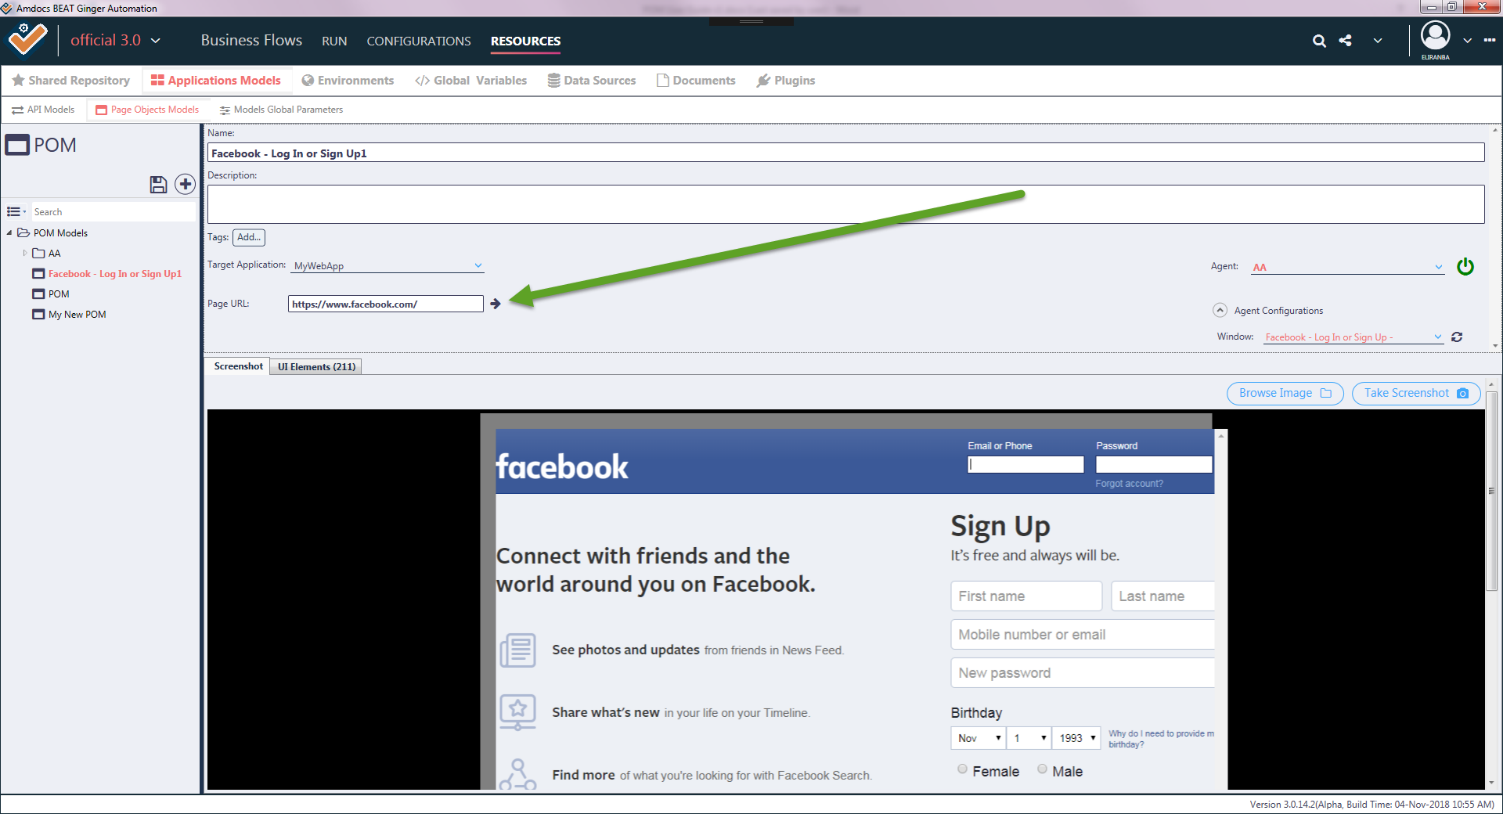 Amdocs BEAT Ginger Automation
official 3.0
Business Flows RUN CONFIGURATIONS RESOURCES
ELIRANBA
Shared Repository Applications Models Environments </> Global Variables Data Sources Documents Plugins
API Models Page Objects Models Models Global Parameters
POM
Search
POM Models
AA
Facebook - Log In or Sign Up1
POM
My New POM
Name:
Facebook - Log In or Sign Up1
Description:
Tags: Add...
Target Application: MyWebApp
Agent: AA
Page URL: https://www.facebook.com/
Agent Configurations
Window: Facebook - Log In or Sign Up -
Screenshot UI Elements (211)
Browse Image Take Screenshot
facebook
Email or Phone Password
Forgot account?
Connect with friends and the
world around you on Facebook.
See photos and updates from friends in News Feed.
Share what's new in your life on your Timeline.
Find more of what you're looking for with Facebook Search.
Sign Up
It's free and always will be.
First name Last name
Mobile number or email
New password
Birthday
Nov 1 1993
Why do I need to provide m
birthday?
Female Male
Version 3.0.14.2(Alpha, Build Time: 04-Nov-2018 10:55 AM)